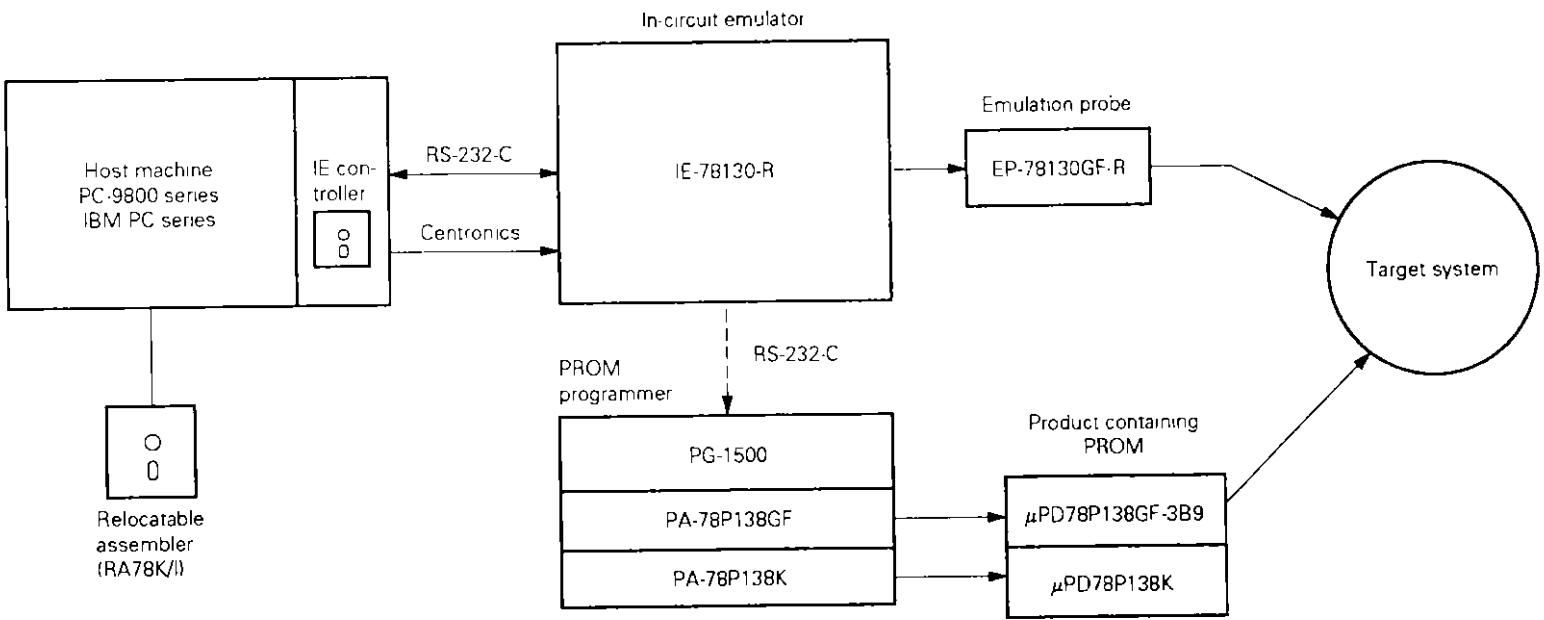 In-circuit emulator
Host machine
PC-9800 series
IBM PC series
IE con-
troller
RS-232-C
Centronics
IE-78130-R
Emulation probe
EP-78130GF-R
Target system
RS-232-C
PROM
programmer
PG-1500
PA-78P138GF
PA-78P138K
Product containing
PROM
μPD78P138GF-3B9
μPD78P138K
Relocatable
assembler
(RA78K/I)